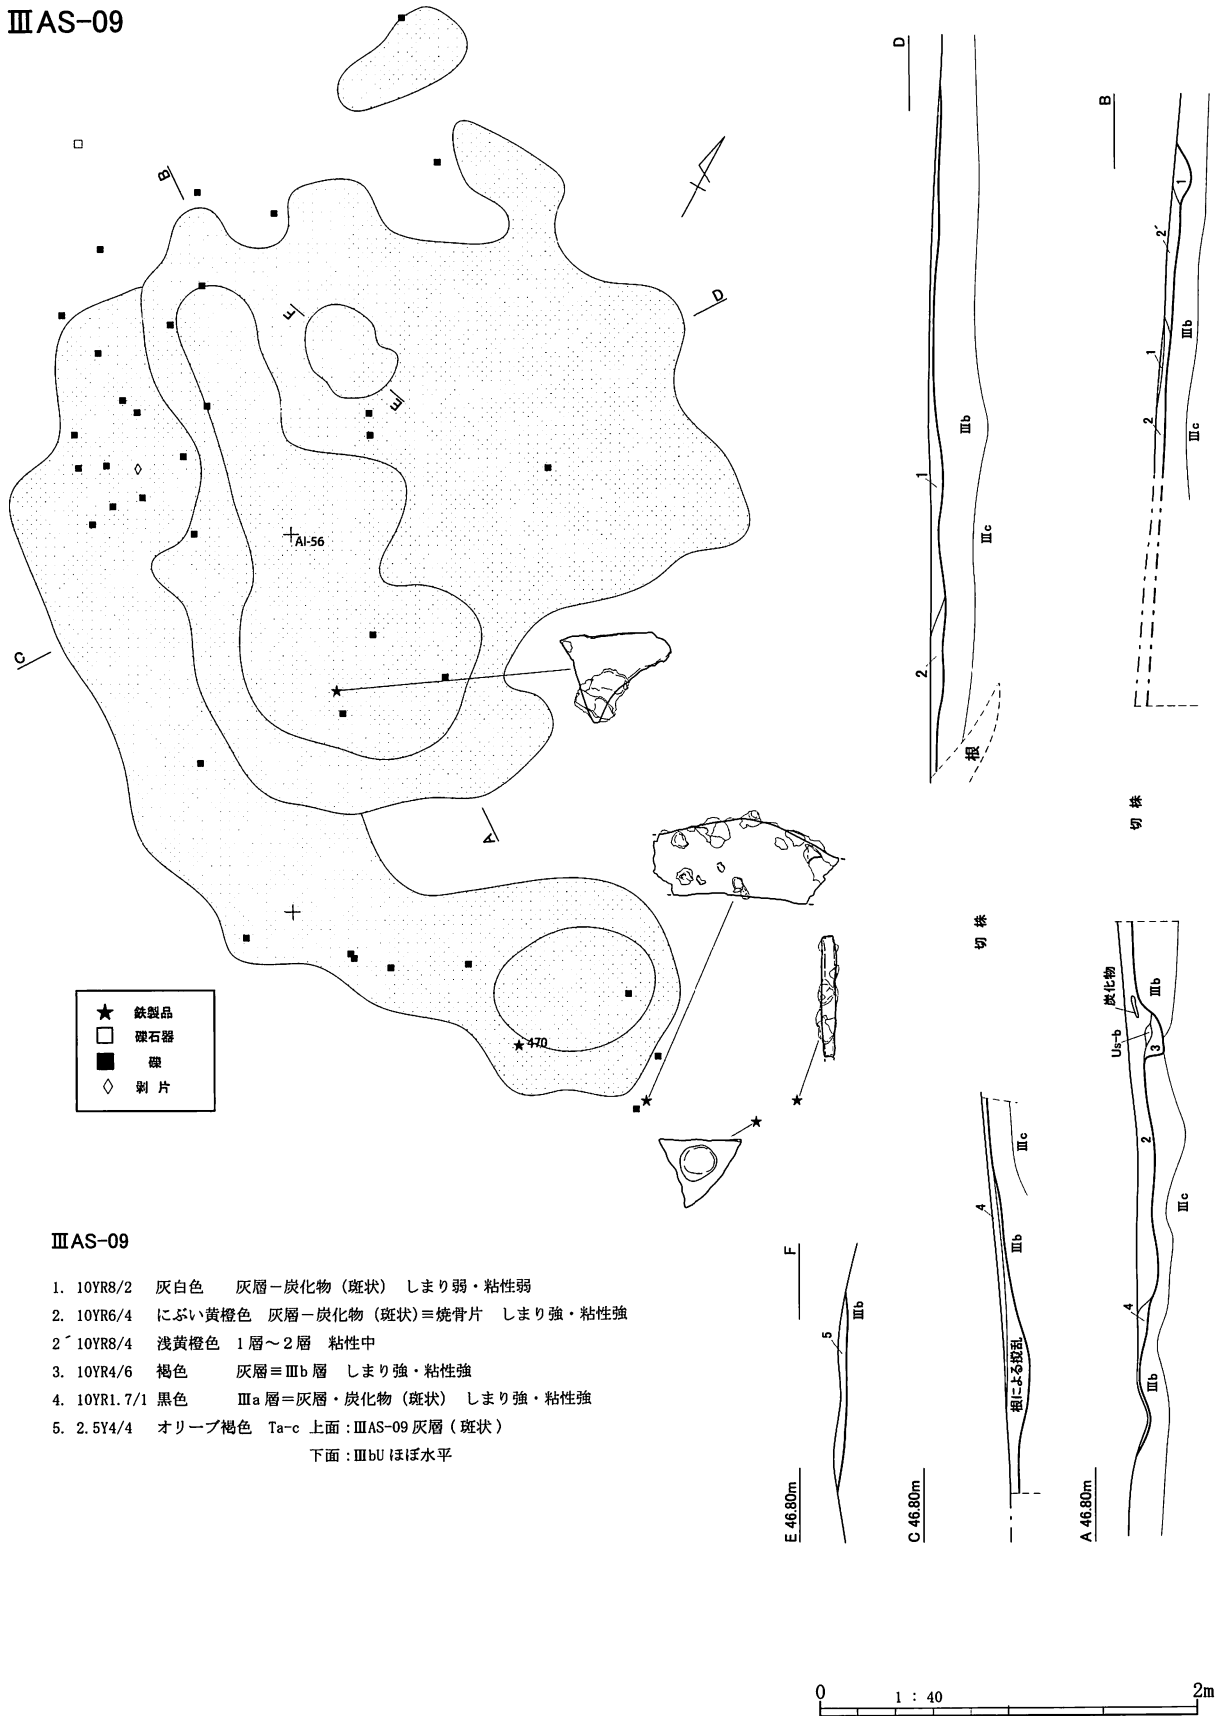 ⅢAS-09
B
D
F
E
AI-56
C
A
470
★ 鉄製品
□ 礫石器
■ 礫
◇ 剥片
D
1
2
Ⅲb
Ⅲc
根
切株
C 46.80m
4
Ⅲb
Ⅲc
根による撹乱
B
1
2´
1
2
Ⅲb
Ⅲc
切株
A 46.80m
炭化物
Us-b
3
2
4
Ⅲb
Ⅲc
Ⅲb
F
5
Ⅲb
E 46.80m
ⅢAS-09
1. 10YR8/2 灰白色 灰層−炭化物（斑状） しまり弱・粘性弱
2. 10YR6/4 にぶい黄橙色 灰層−炭化物（斑状）≡焼骨片 しまり強・粘性強
2´ 10YR8/4 浅黄橙色 1層〜2層 粘性中
3. 10YR4/6 褐色 灰層≡Ⅲb層 しまり強・粘性強
4. 10YR1.7/1 黒色 Ⅲa層=灰層・炭化物（斑状） しまり強・粘性強
5. 2.5Y4/4 オリーブ褐色 Ta-c 上面:ⅢAS-09灰層(斑状)
下面:ⅢbUほぼ水平
0 1 : 40 2m